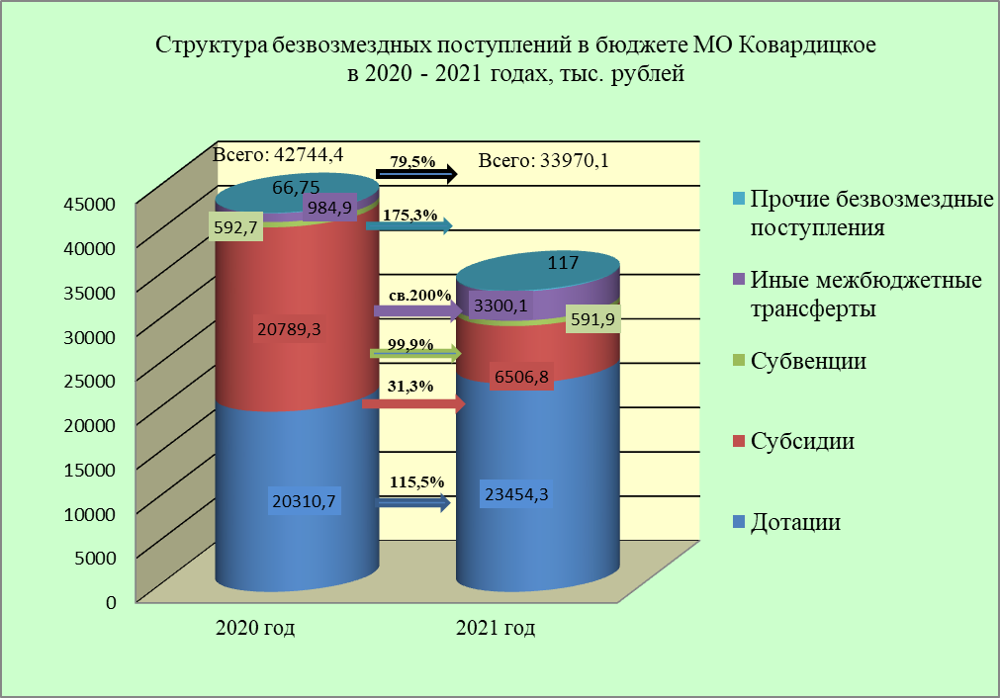 Структура безвозмездных поступлений в бюджете МО Ковардицкое
в 2020 - 2021 годах, тыс. рублей
Всего: 42744,4
79,5%
Всего: 33970,1
66,75
984,9
592,7
175,3%
117
св.200%
3300,1
591,9
20789,3
99,9%
31,3%
6506,8
115,5%
20310,7
23454,3
45000
40000
35000
30000
25000
20000
15000
10000
5000
0
2020 год
2021 год
Прочие безвозмездные
поступления
Иные межбюджетные
трансферты
Субвенции
Субсидии
Дотации